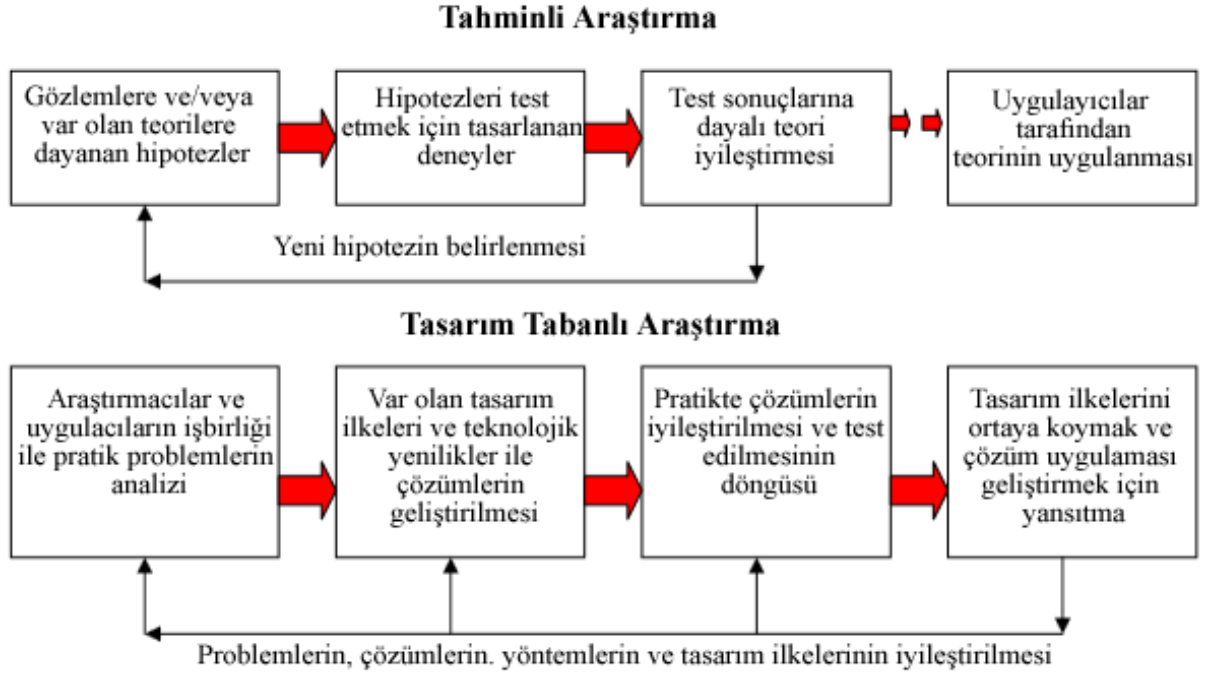 Tahminli Araştırma
Gözlemlere ve/veya
var olan teorilere
dayanan hipotezler
Hipotezleri test
etmek için tasarlanan
deneyler
Test sonuçlarına
dayalı teori
iyileştirmesi
Uygulayıcılar
tarafından
teorinin uygulanması
Yeni hipotezin belirlenmesi
Tasarım Tabanlı Araştırma
Araştırmacılar ve
uygulacıların işbirliği
ile pratik problemlerin
analizi
Var olan tasarım
ilkeleri ve teknolojik
yenilikler ile
çözümlerin
geliştirilmesi
Pratikte çözümlerin
iyileştirilmesi ve test
edilmesinin
döngüsü
Tasarım ilkelerini
ortaya koymak ve
çözüm uygulaması
geliştirmek için
yansıtma
Problemlerin, çözümlerin. yöntemlerin ve tasarım ilkelerinin iyileştirilmesi